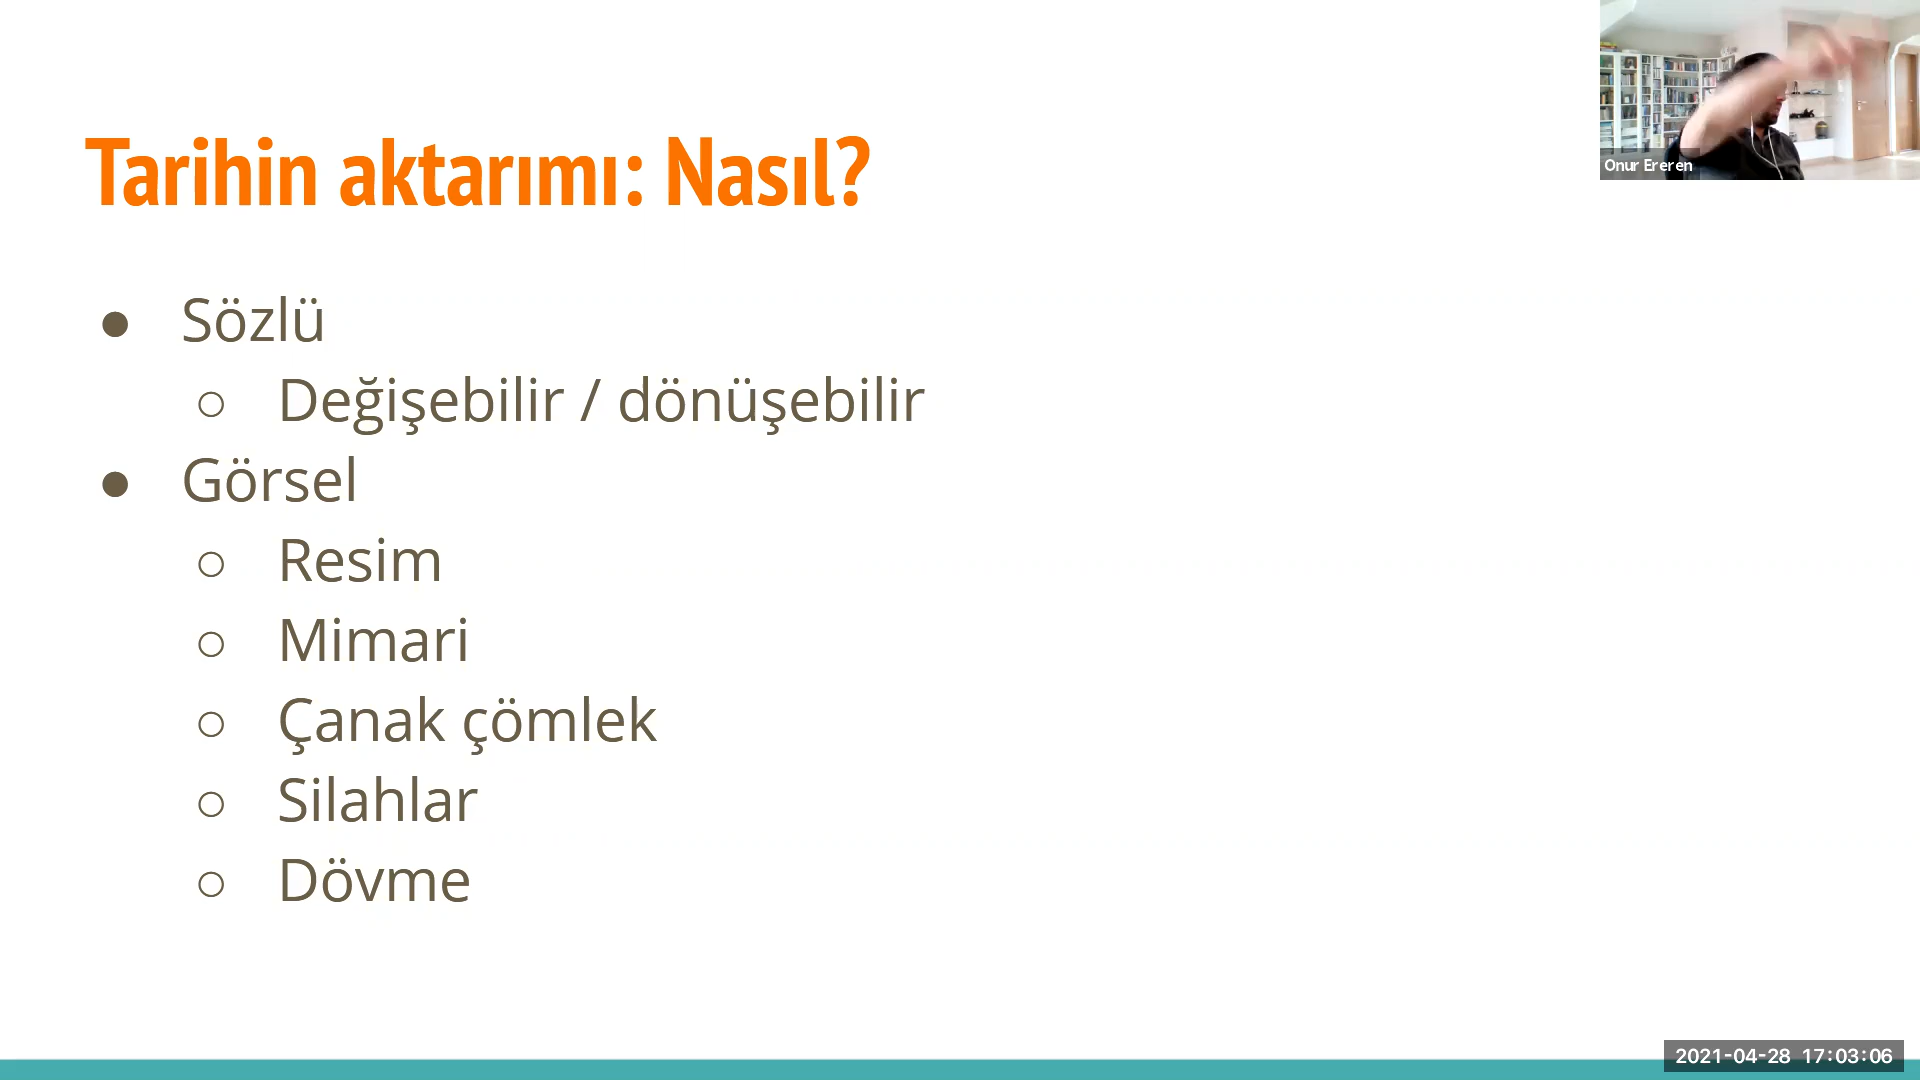 Tarihin aktarımı: Nasıl?
Onur Ereren
● Sözlü
○ Değişebilir / dönüşebilir
● Görsel
○ Resim
○ Mimari
○ Çanak çömlek
○ Silahlar
○ Dövme
2021-04-28 17:03:06